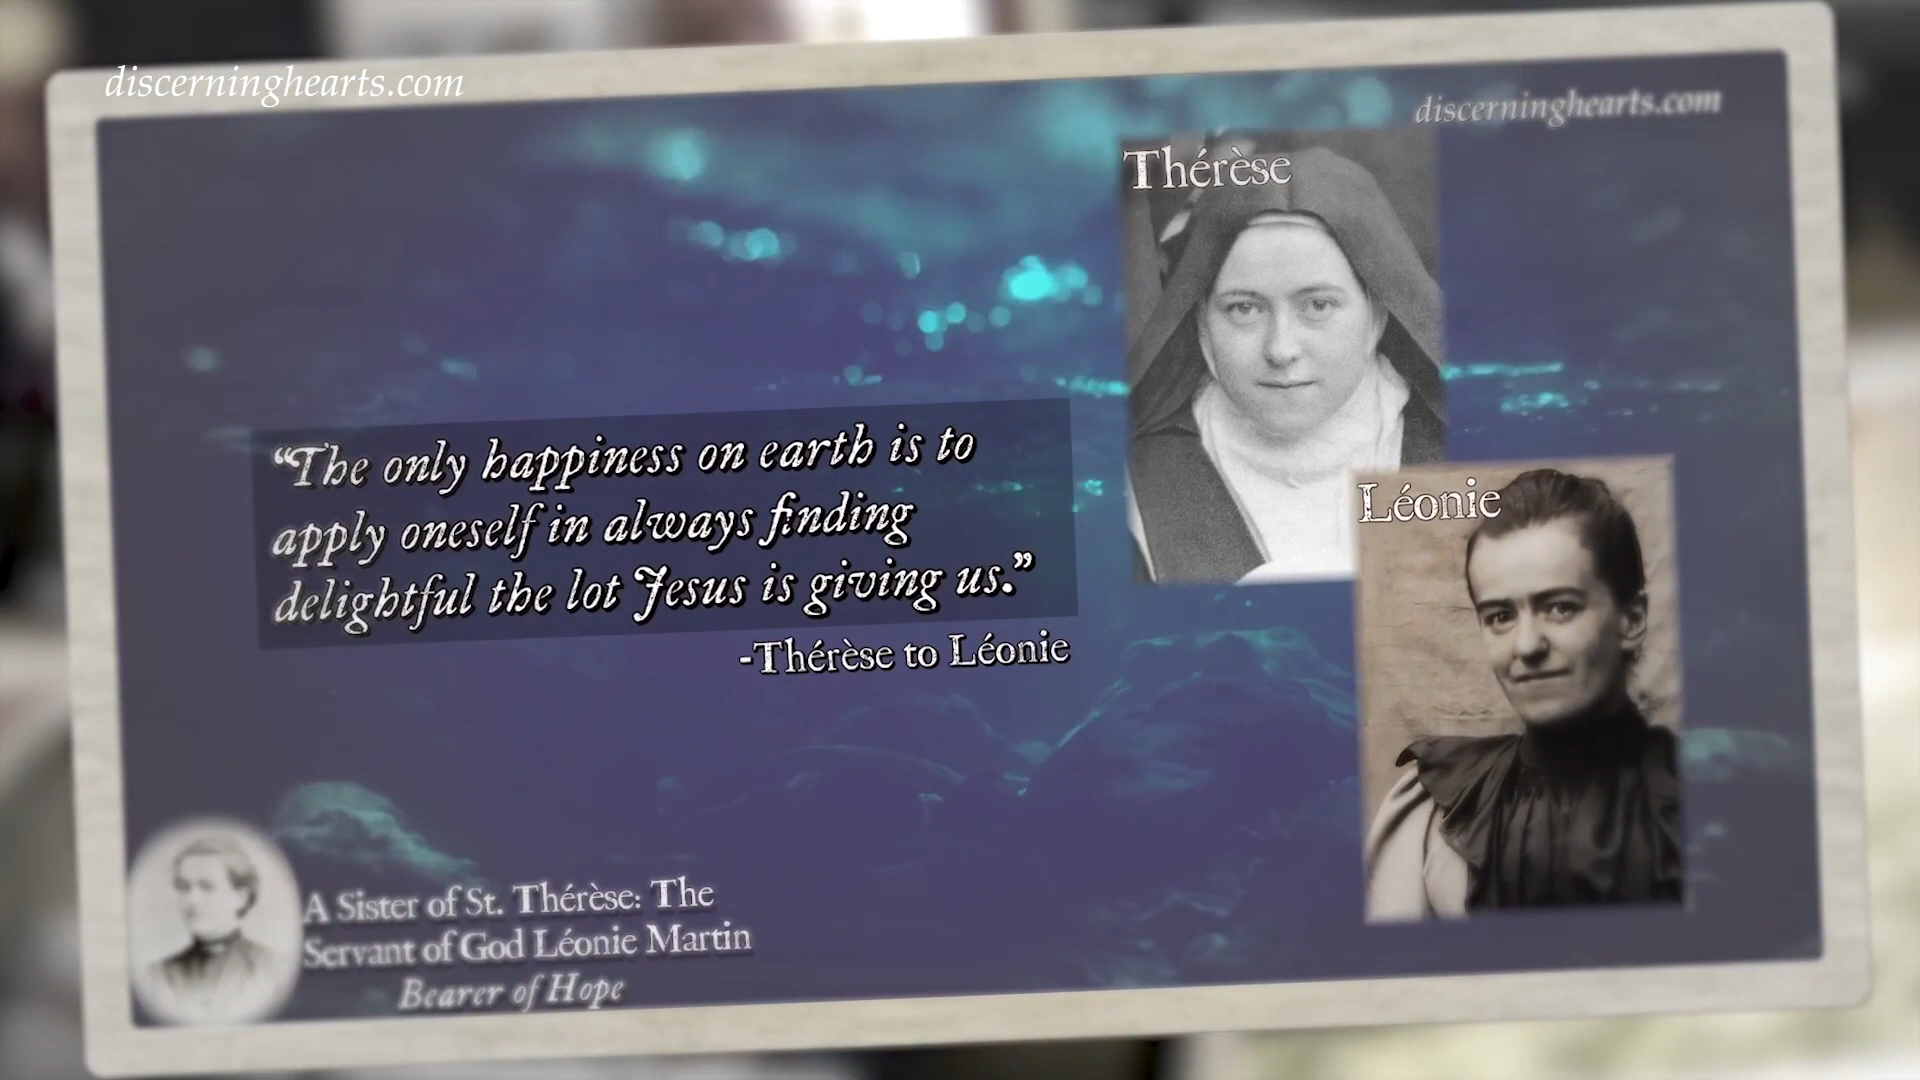 discerninghearts.com
discerninghearts.com
Thérèse
Léonie
“The only happiness on earth is to
apply oneself in always finding
delightful the lot Jesus is giving us.”
-Thérèse to Léonie
A Sister of St. Thérèse: The
Servant of God Léonie Martin
Bearer of Hope